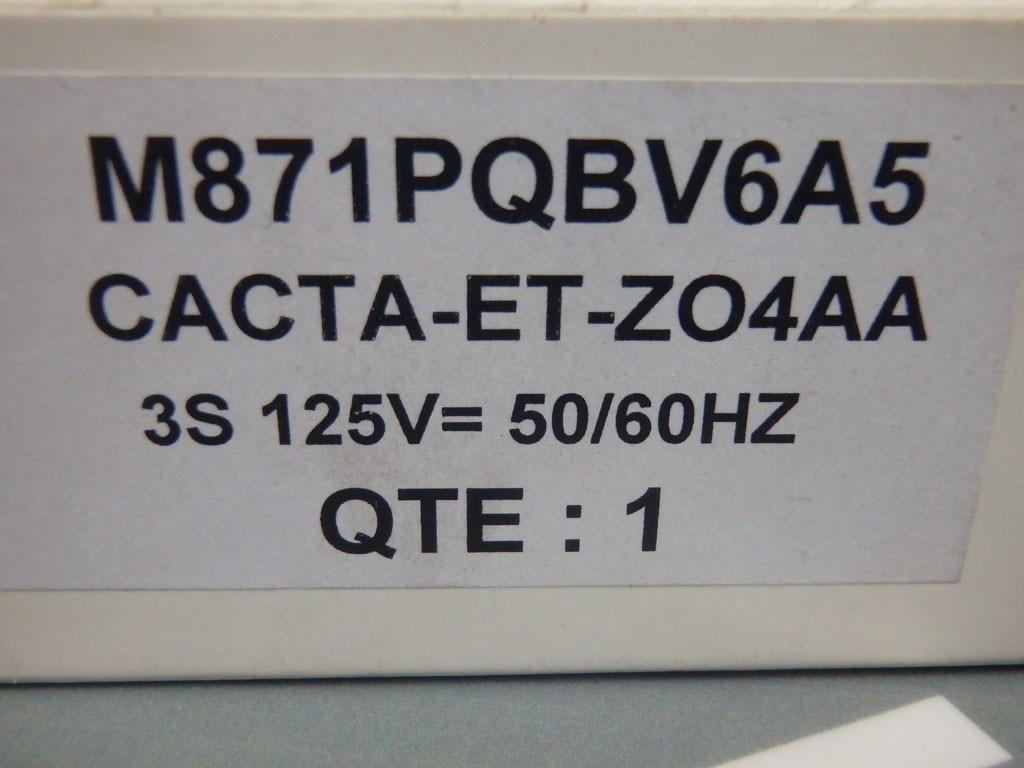 M871PQBV6A5
CACTA-ET-ZO4AA
3S 125V= 50/60HZ
QTE : 1